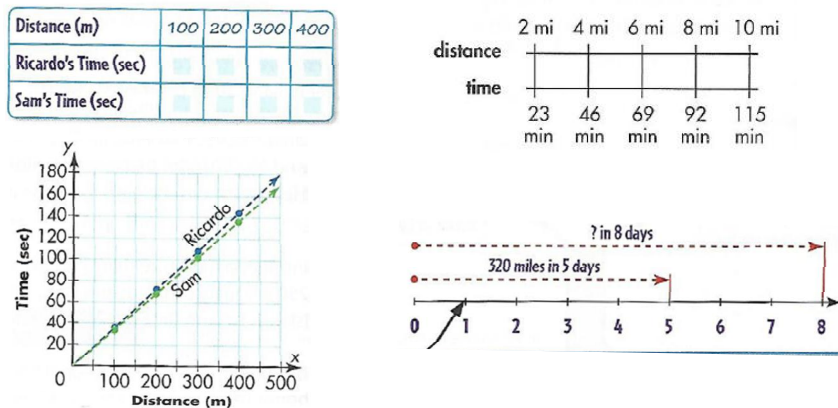 Distance (m) 100 200 300 400
Ricardo's Time (sec)
Sam's Time (sec)
y
180
160
140
120
100
80
60
40
20
0 100 200 300 400 500
x
Time (sec)
Distance (m)
Ricardo
Sam
2 mi 4 mi 6 mi 8 mi 10 mi
distance
time
23 46 69 92 115
min min min min min
? in 8 days
320 miles in 5 days
0 1 2 3 4 5 6 7 8